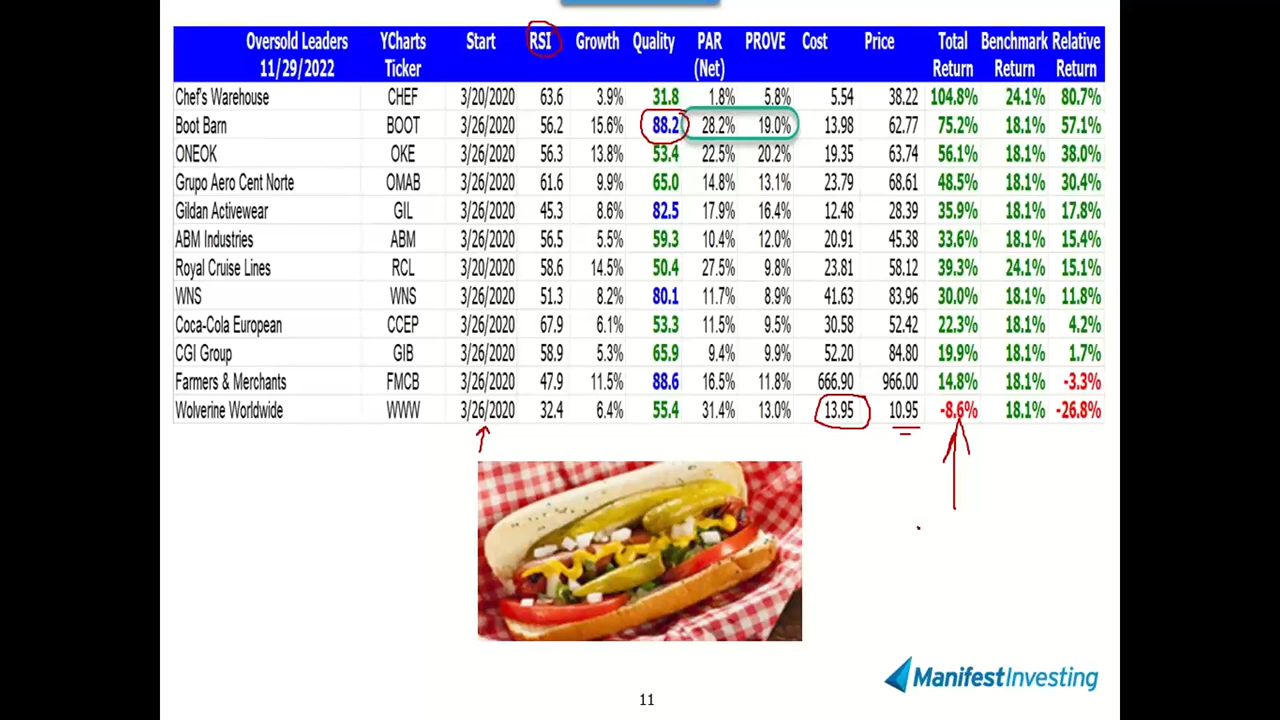 Oversold Leaders YCharts Start RSI Growth Quality PAR PROVE Cost Price Total Benchmark Relative
11/29/2022 Ticker (Net) Return Return Return
Chef's Warehouse CHEF 3/20/2020 63.6 3.9% 31.8 1.8% 5.8% 5.54 38.22 104.8% 24.1% 80.7%
Boot Barn BOOT 3/26/2020 56.2 15.6% 88.2 28.2% 19.0% 13.98 62.77 75.2% 18.1% 57.1%
ONEOK OKE 3/26/2020 56.3 13.8% 53.4 22.5% 20.2% 19.35 63.74 56.1% 18.1% 38.0%
Grupo Aero Cent Norte OMAB 3/26/2020 61.6 9.9% 65.0 14.8% 13.1% 23.79 68.61 48.5% 18.1% 30.4%
Gildan Activewear GIL 3/26/2020 45.3 8.6% 82.5 17.9% 16.4% 12.48 28.39 35.9% 18.1% 17.8%
ABM Industries ABM 3/26/2020 56.5 5.5% 59.3 10.4% 12.0% 20.91 45.38 33.6% 18.1% 15.4%
Royal Cruise Lines RCL 3/20/2020 58.6 14.5% 50.4 27.5% 9.8% 23.81 58.12 39.3% 24.1% 15.1%
WNS WNS 3/26/2020 51.3 8.2% 80.1 11.7% 8.9% 41.63 83.96 30.0% 18.1% 11.8%
Coca-Cola European CCEP 3/26/2020 67.9 6.1% 53.3 11.5% 9.5% 30.58 52.42 22.3% 18.1% 4.2%
CGI Group GIB 3/26/2020 58.9 5.3% 65.9 9.4% 9.9% 52.20 84.80 19.9% 18.1% 1.7%
Farmers & Merchants FMCB 3/26/2020 47.9 11.5% 88.6 16.5% 11.8% 666.90 966.00 14.8% 18.1% -3.3%
Wolverine Worldwide WWW 3/26/2020 32.4 6.4% 55.4 31.4% 13.0% 13.95 10.95 -8.6% 18.1% -26.8%
ManifestInvesting
11